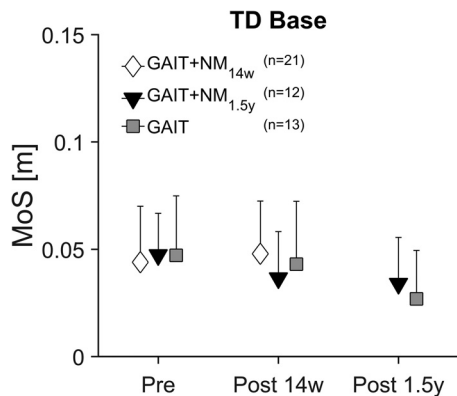 TD Base
0.15
GAIT+NM14w (n=21)
GAIT+NM1.5y (n=12)
GAIT (n=13)
0.1
MoS [m]
0.05
0
Pre Post 14w Post 1.5y